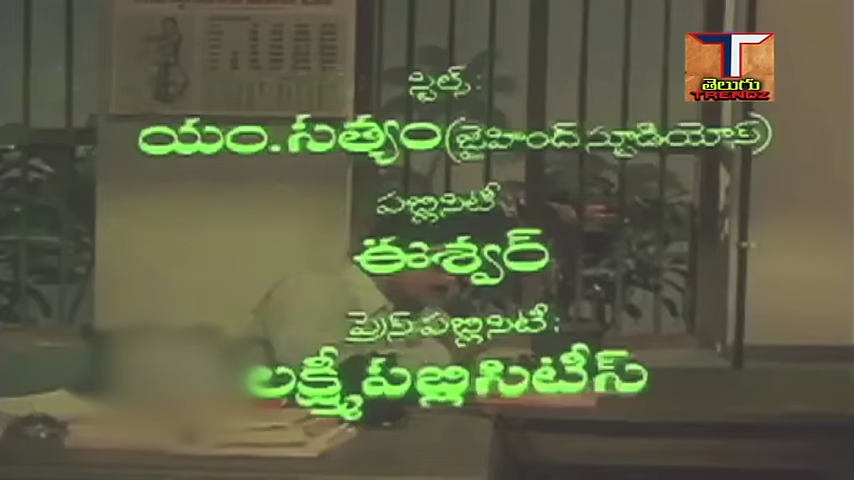 తెలుగు
TRENDZ
స్టిల్స్:
యం. సత్యం (జైహింద్ స్టూడియోస్)
పబ్లిసిటీ
ఈశ్వర్
ప్రెస్ పబ్లిసిటీ:
లక్ష్మీ పబ్లిసిటీస్